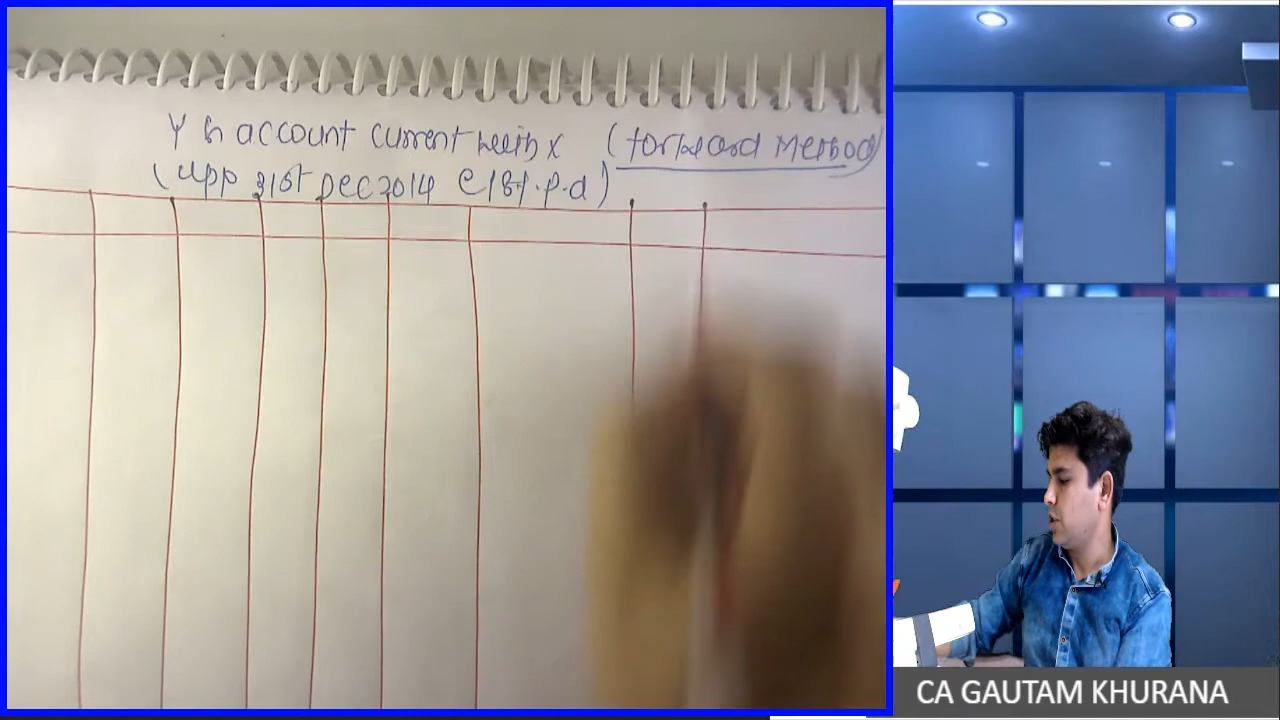 Y in account current with X (Forward Method)
(upp 31st Dec 2014 @ 18%. p.a)
CA GAUTAM KHURANA